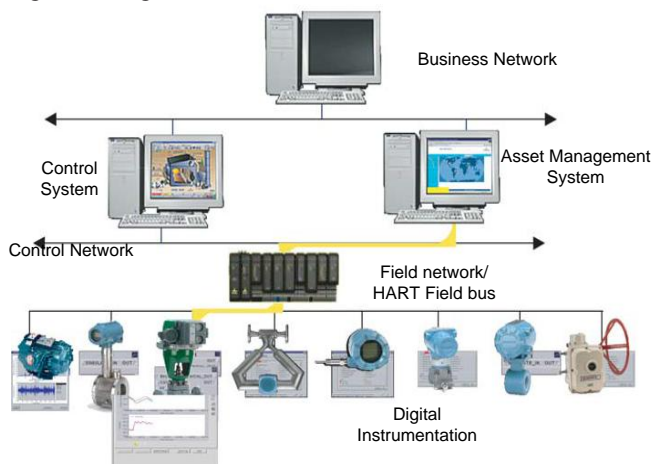 Business Network
Control
System
Asset Management
System
Control Network
Field network/
HART Field bus
Digital
Instrumentation